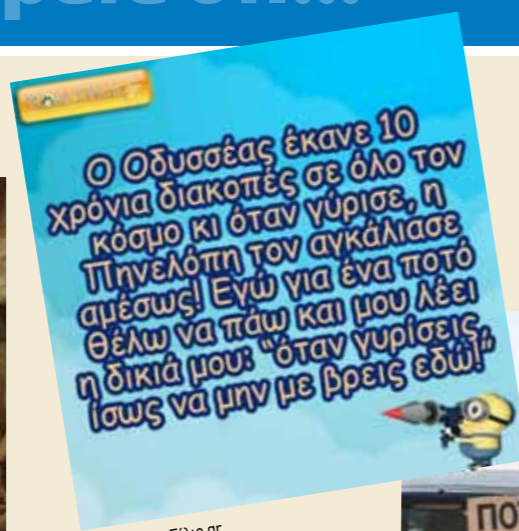 Ο Οδυσσέας έκανε 10
χρόνια διακοπές σε όλο τον
κόσμο κι όταν γύρισε, η
Πηνελόπη τον αγκάλιασε
αμέσως! Εγώ για ένα ποτό
θέλω να πάω και μου λέει
η δικιά μου: "όταν γυρίσεις,
ίσως να μην με βρεις εδώ!"